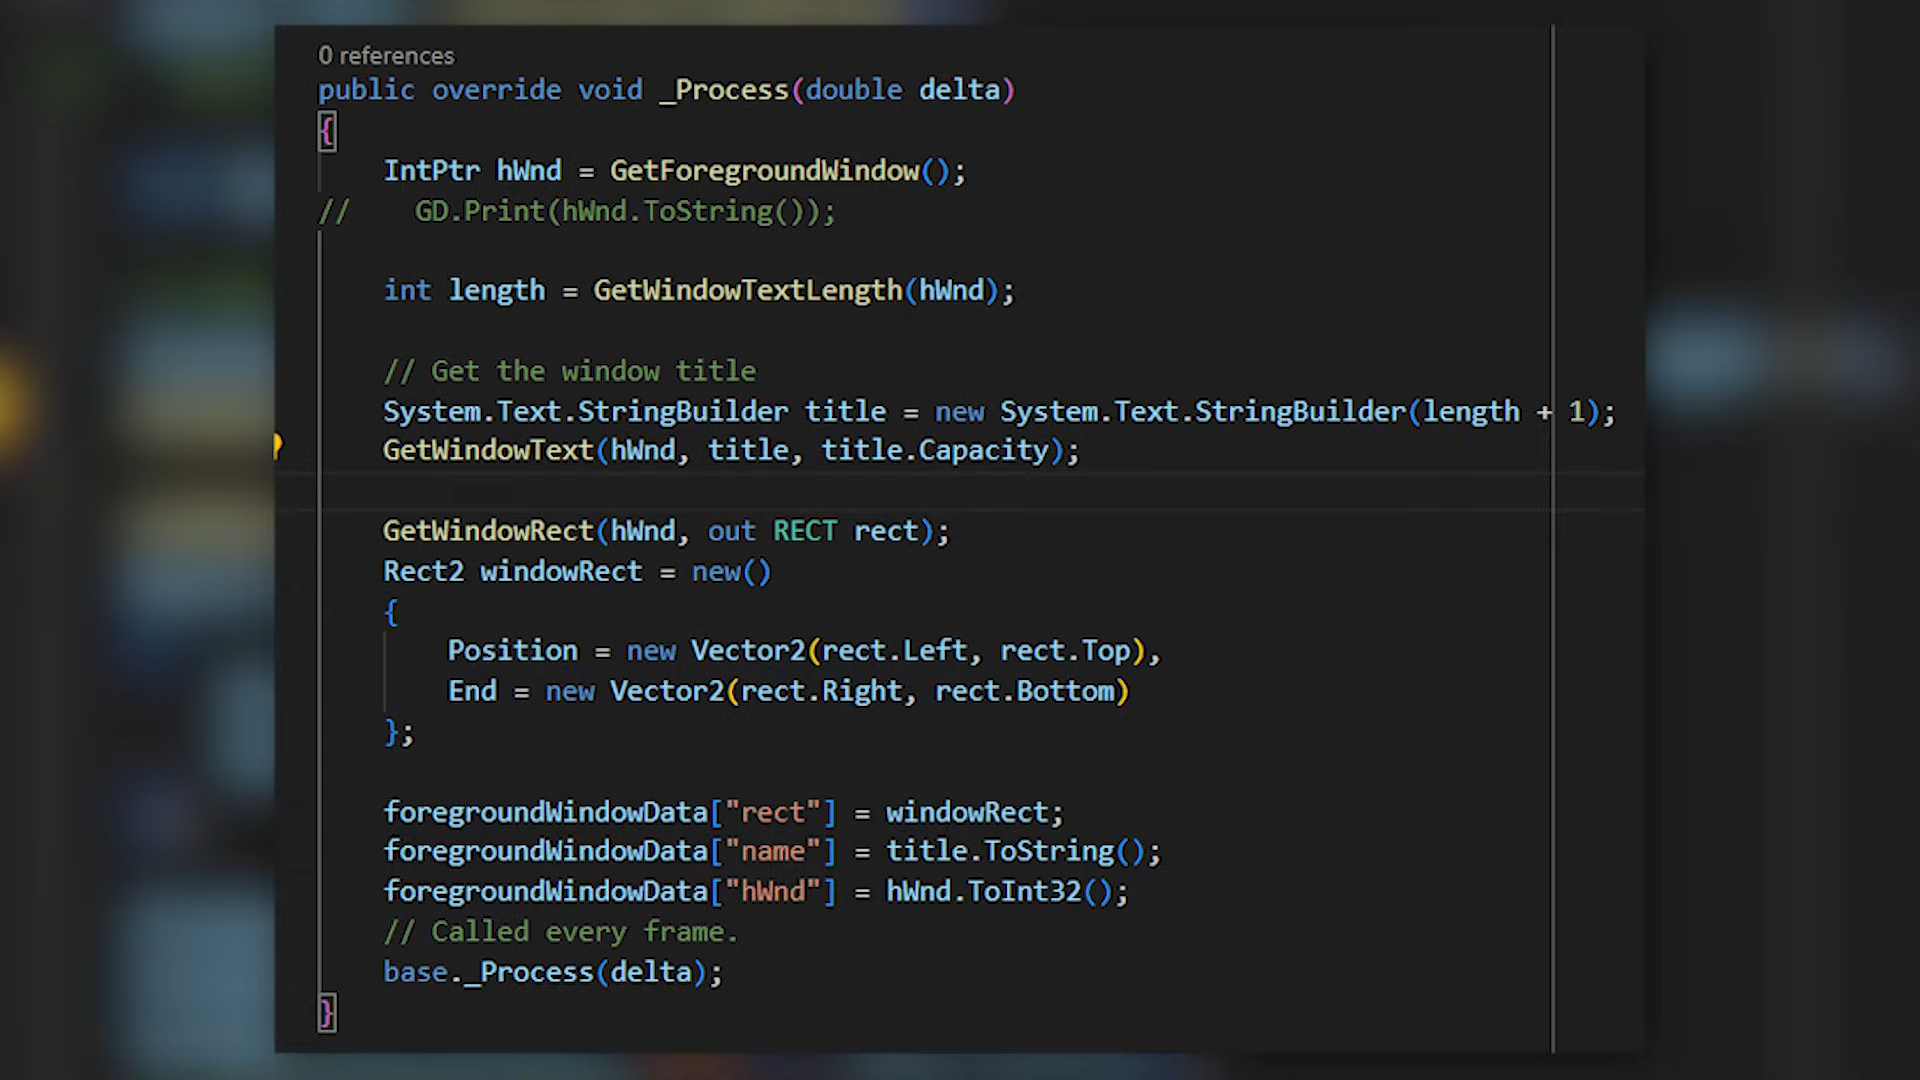 0 references
public override void _Process(double delta)
{
IntPtr hWnd = GetForegroundWindow();
//    GD.Print(hWnd.ToString());
int length = GetWindowTextLength(hWnd);
// Get the window title
System.Text.StringBuilder title = new System.Text.StringBuilder(length + 1);
GetWindowText(hWnd, title, title.Capacity);
GetWindowRect(hWnd, out RECT rect);
Rect2 windowRect = new()
{
Position = new Vector2(rect.Left, rect.Top),
End = new Vector2(rect.Right, rect.Bottom)
};
foregroundWindowData["rect"] = windowRect;
foregroundWindowData["name"] = title.ToString();
foregroundWindowData["hWnd"] = hWnd.ToInt32();
// Called every frame.
base._Process(delta);
}